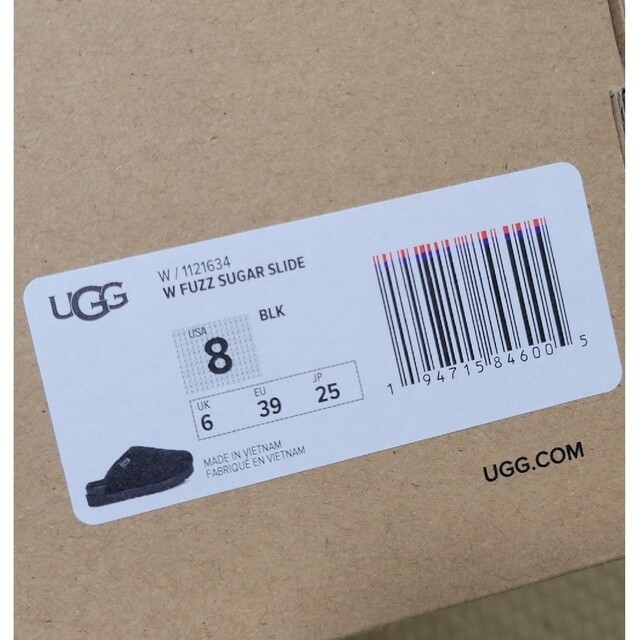 UGG
W / 1121634
W FUZZ SUGAR SLIDE
USA
8
BLK
UK
6
EU
39
JP
25
MADE IN VIETNAM
FABRIQUÉ EN VIETNAM
1 94715 84600 5
UGG.COM